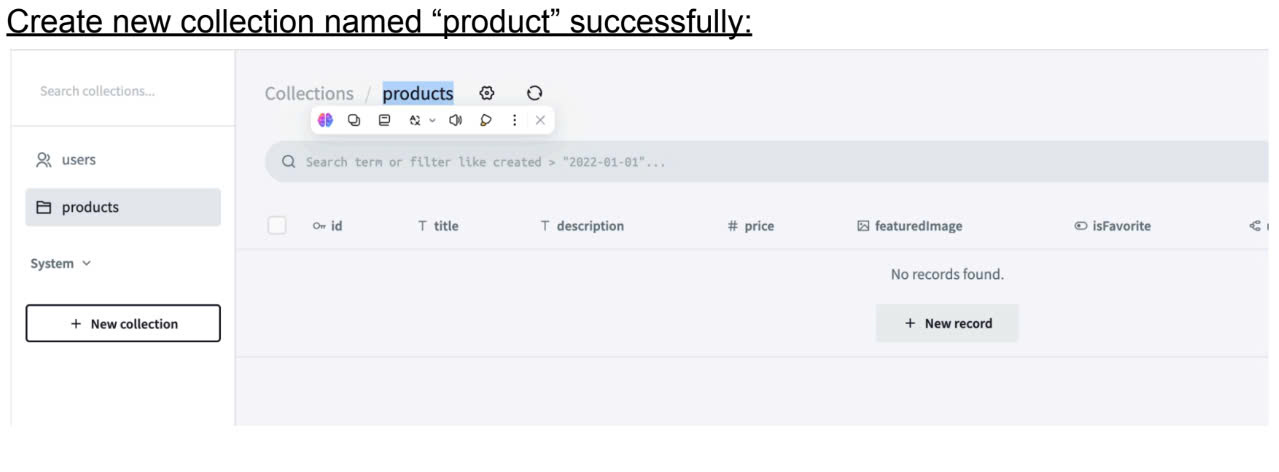 Create new collection named “product” successfully:
Search collections...
Collections / products
users
Search term or filter like created > "2022-01-01"...
products
id title description price featuredImage isFavorite
System
No records found.
+ New collection
+ New record